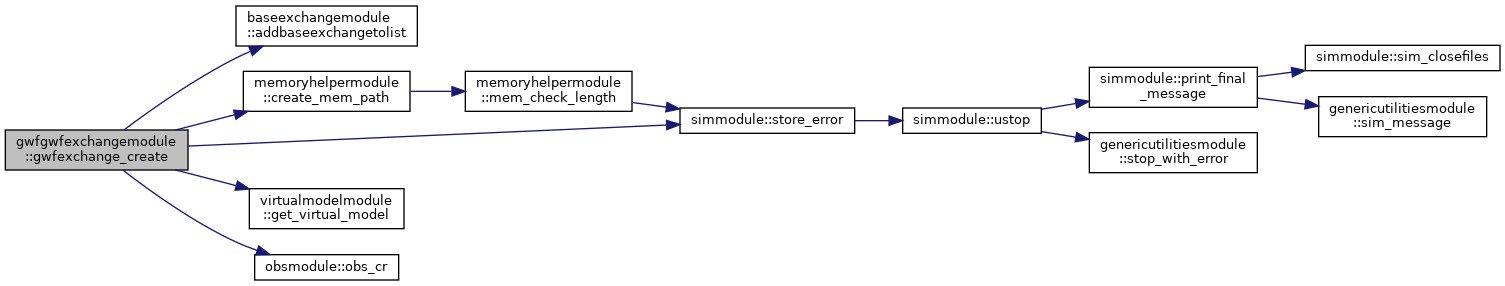 gwfgwfexchangemodule
::gwfexchange_create
baseexchangemodule
::addbaseexchangetolist
memoryhelpermodule
::create_mem_path
memoryhelpermodule
::mem_check_length
simmodule::store_error
simmodule::ustop
simmodule::print_final
_message
simmodule::sim_closefiles
genericutilitiesmodule
::sim_message
genericutilitiesmodule
::stop_with_error
virtualmodelmodule
::get_virtual_model
obsmodule::obs_cr